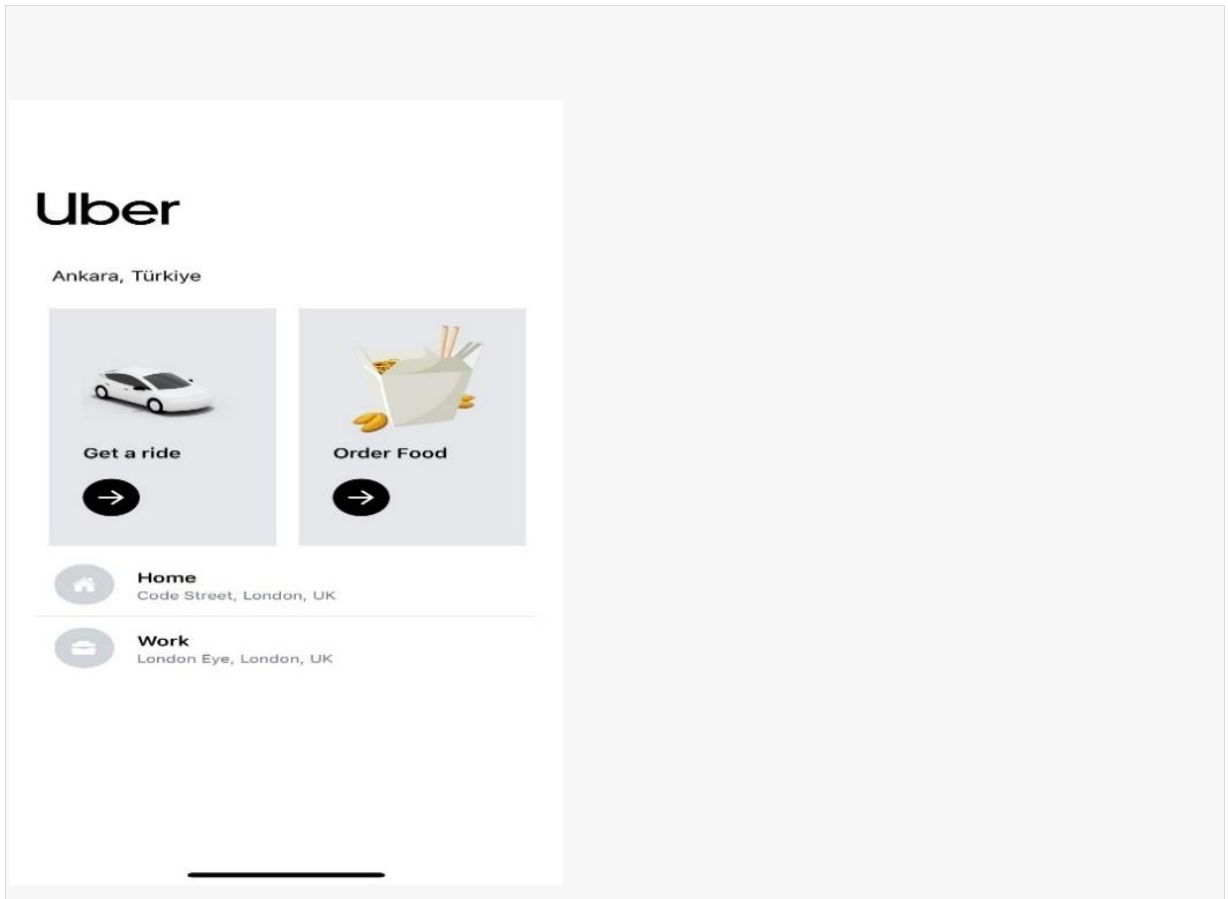 Uber
Ankara, Türkiye
Get a ride
Order Food
Home
Code Street, London, UK
Work
London Eye, London, UK